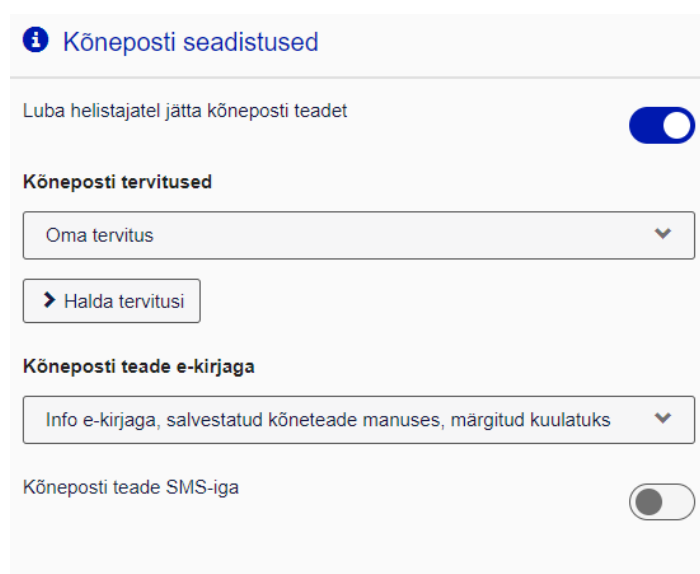 Kõneposti seadistused
Luba helistajatel jätta kõneposti teadet
Kõneposti tervitused
Oma tervitus
Halda tervitusi
Kõneposti teade e-kirjaga
Info e-kirjaga, salvestatud kõneteade manuses, märgitud kuulatuks
Kõneposti teade SMS-iga